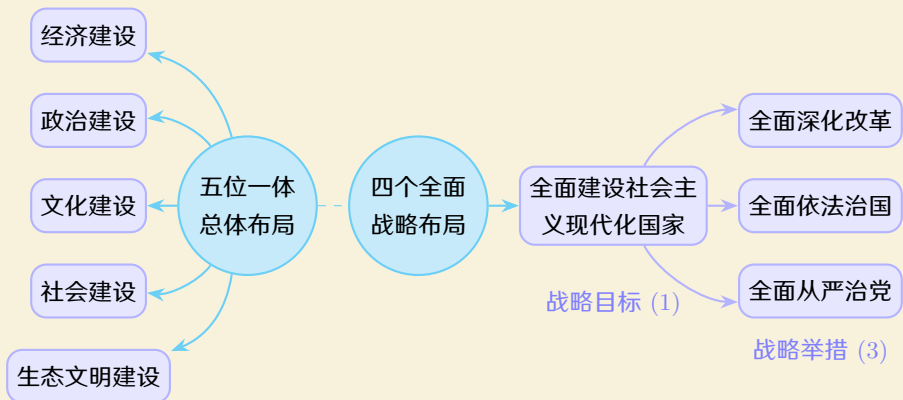 经济建设
政治建设
文化建设
社会建设
生态文明建设
五位一体
总体布局
四个全面
战略布局
全面建设社会主
义现代化国家
战略目标 (1)
全面深化改革
全面依法治国
全面从严治党
战略举措 (3)